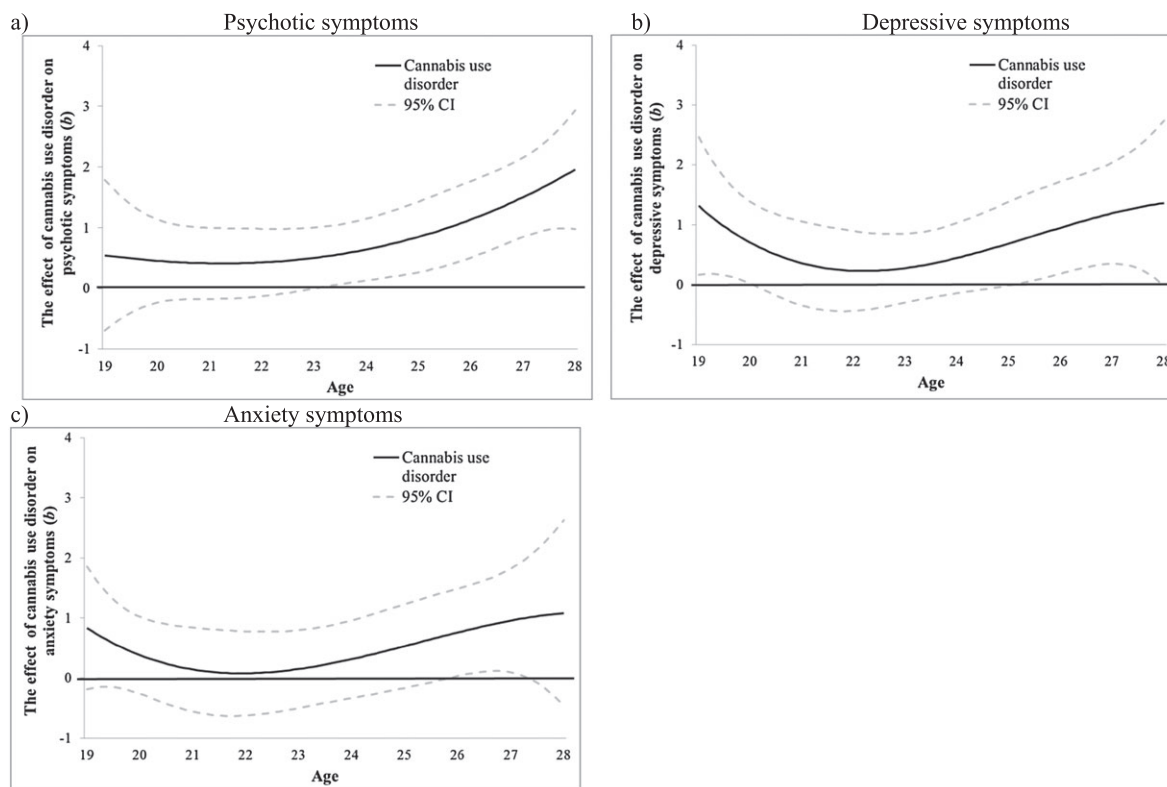 a) Psychotic symptoms
The effect of cannabis use disorder on
psychotic symptoms (b)
4
3
2
1
0
-1
Cannabis use
disorder
95% CI
19 20 21 22 23 24 25 26 27 28
Age
b) Depressive symptoms
The effect of cannabis use disorder on
depressive symptoms (b)
4
3
2
1
0
-1
Cannabis use
disorder
95% CI
19 20 21 22 23 24 25 26 27 28
Age
c) Anxiety symptoms
The effect of cannabis use disorder on
anxiety symptoms (b)
4
3
2
1
0
-1
Cannabis use
disorder
95% CI
19 20 21 22 23 24 25 26 27 28
Age